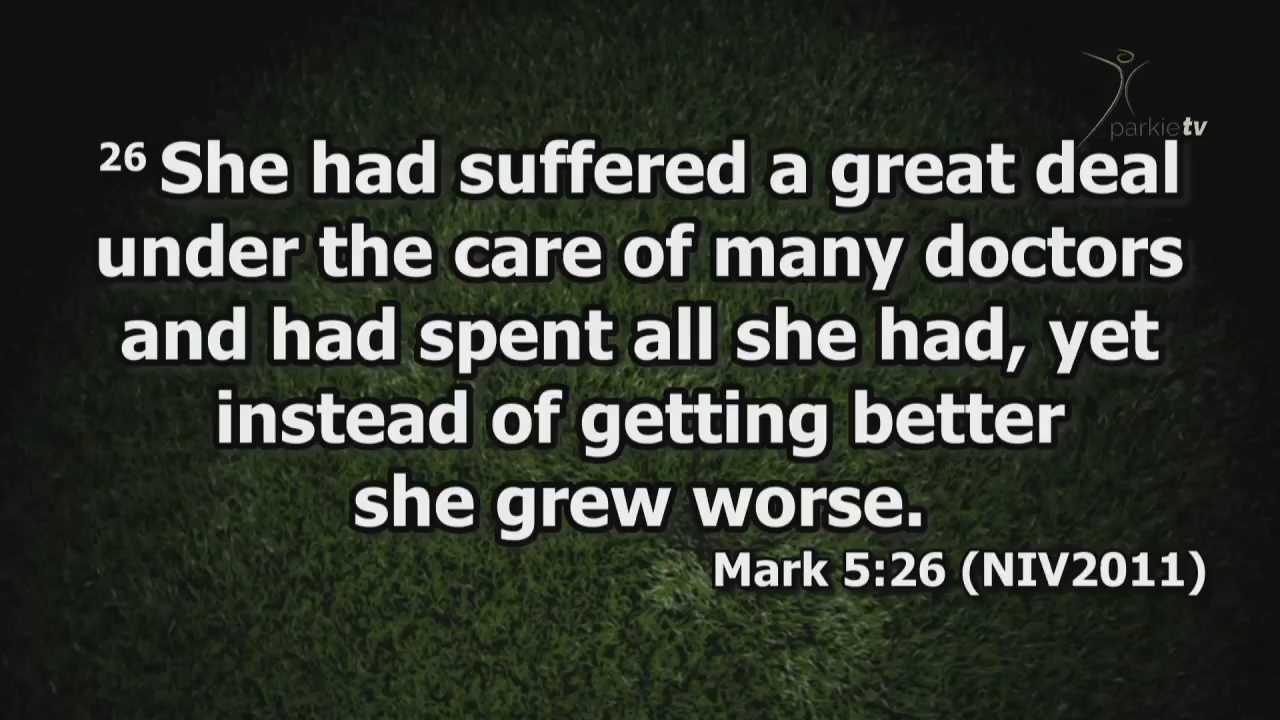 parkietv
26 She had suffered a great deal
under the care of many doctors
and had spent all she had, yet
instead of getting better
she grew worse.
Mark 5:26 (NIV2011)